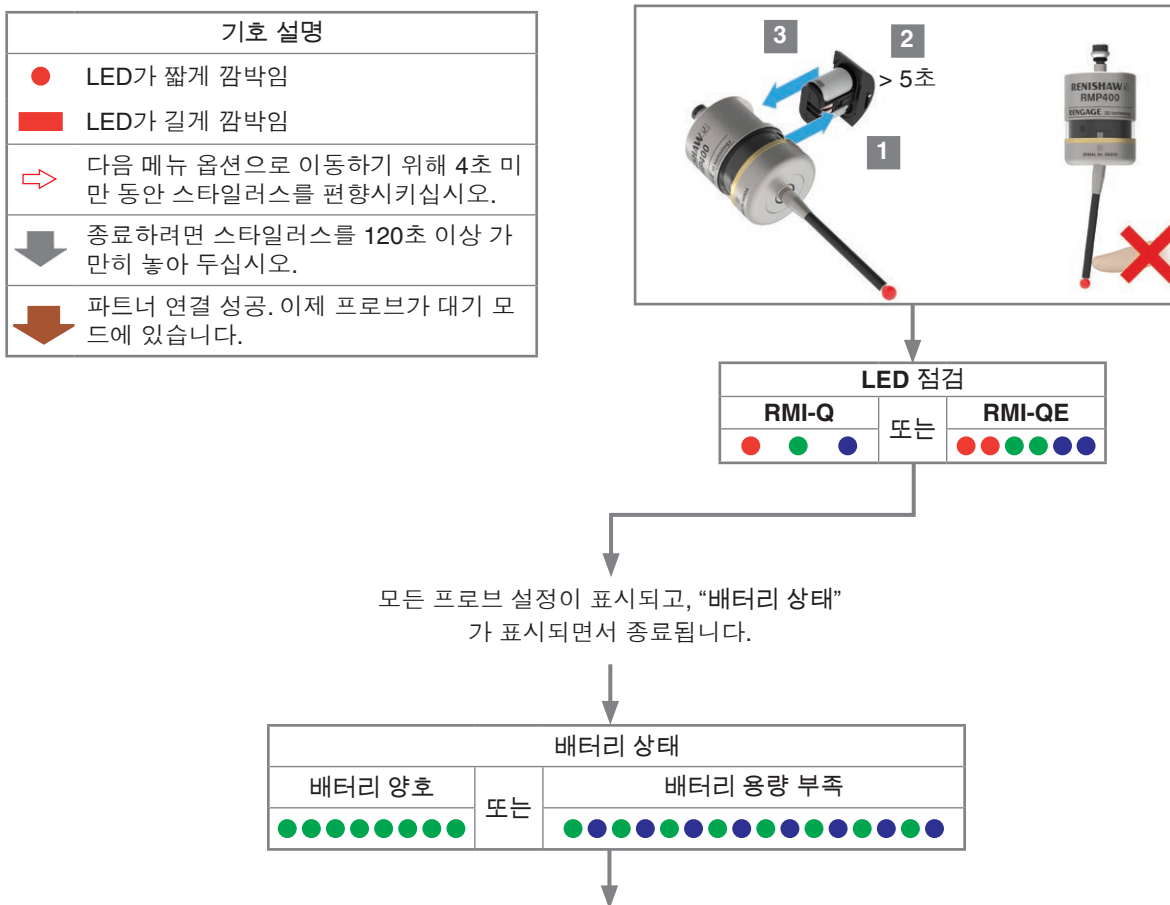 기호 설명
LED가 짧게 깜박임
LED가 길게 깜박임
다음 메뉴 옵션으로 이동하기 위해 4초 미
만 동안 스타일러스를 편향시키십시오.
종료하려면 스타일러스를 120초 이상 가
만히 놓아 두십시오.
파트너 연결 성공. 이제 프로브가 대기 모
드에 있습니다.
3
2
> 5초
1
RENISHAW
RMP400
RENGAGE
LED 점검
RMI-Q
또는
RMI-QE
모든 프로브 설정이 표시되고, “배터리 상태”
가 표시되면서 종료됩니다.
배터리 상태
배터리 양호
또는
배터리 용량 부족